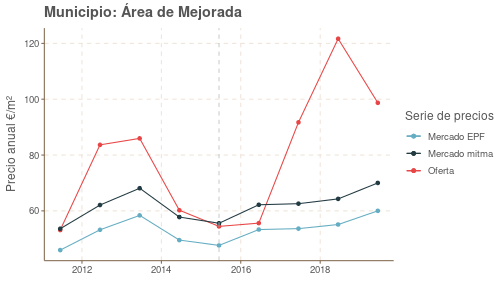 Municipio: Área de Mejorada
Precio anual €/m²
120
100
80
60
2012
2014
2016
2018
Serie de precios
Mercado EPF
Mercado mitma
Oferta